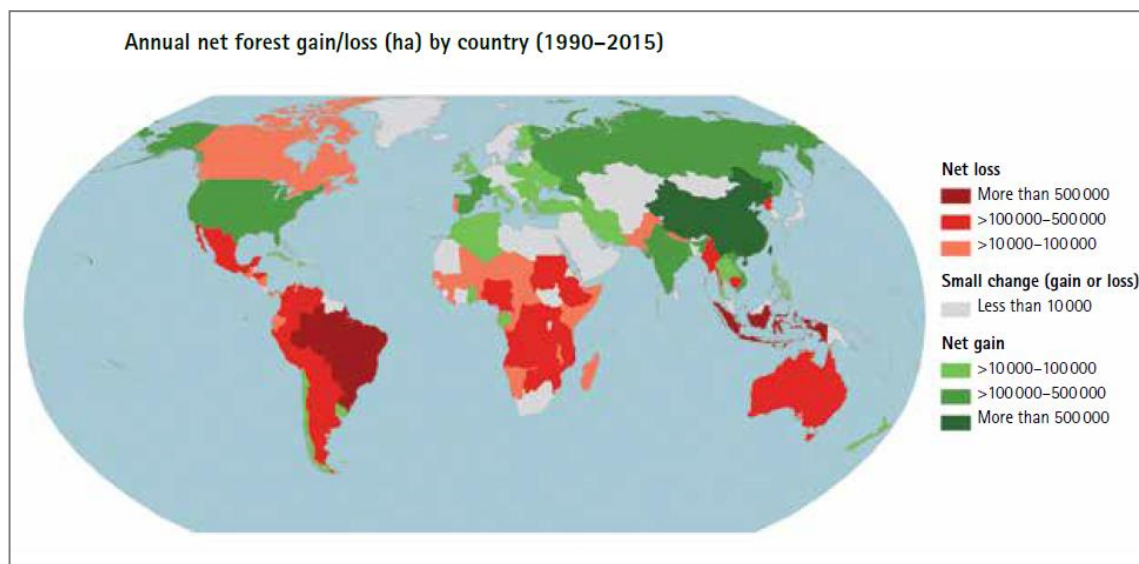 Annual net forest gain/loss (ha) by country (1990–2015)
Net loss
More than 500 000
>100 000–500 000
>10 000–100 000
Small change (gain or loss)
Less than 10 000
Net gain
>10 000–100 000
>100 000–500 000
More than 500 000